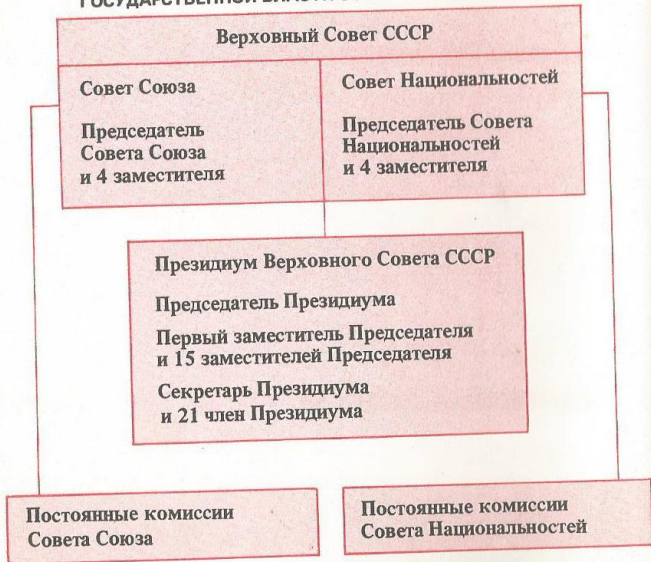 Верховный Совет СССР
Совет Союза
Председатель
Совета Союза
и 4 заместителя
Совет Национальностей
Председатель Совета
Национальностей
и 4 заместителя
Президиум Верховного Совета СССР
Председатель Президиума
Первый заместитель Председателя
и 15 заместителей Председателя
Секретарь Президиума
и 21 член Президиума
Постоянные комиссии
Совета Союза
Постоянные комиссии
Совета Национальностей